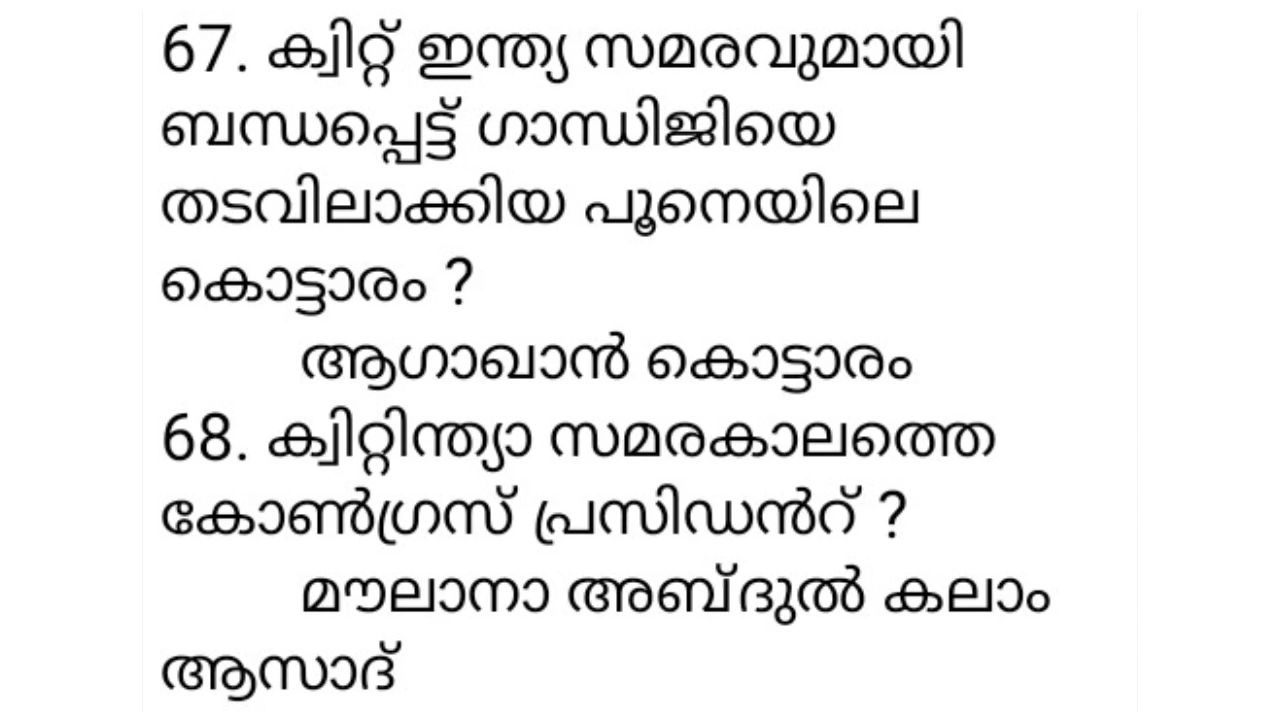 67. ക്വിറ്റ് ഇന്ത്യ സമരവുമായി
ബന്ധപ്പെട്ട് ഗാന്ധിജിയെ
തടവിലാക്കിയ പൂനെയിലെ
കൊട്ടാരം ?
ആഗാഖാൻ കൊട്ടാരം
68. ക്വിറ്റിന്ത്യാ സമരകാലത്തെ
കോൺഗ്രസ് പ്രസിഡൻറ് ?
മൗലാനാ അബ്ദുൽ കലാം
ആസാദ്